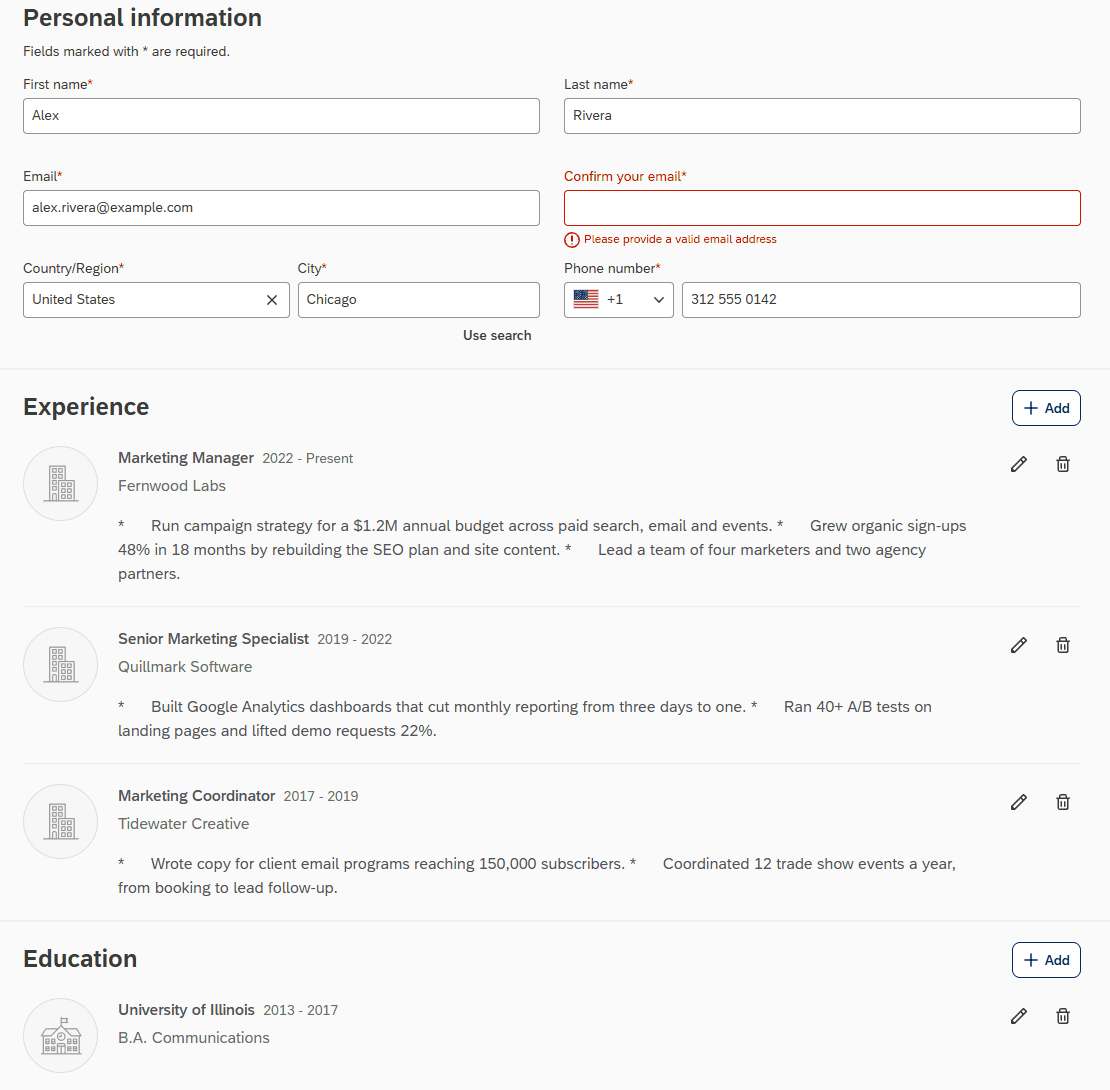 Personal information
Fields marked with * are required.
First name*
Last name*
Alex
Rivera
Email*
Confirm your email*
alex.rivera@example.com
Please provide a valid email address
Country/Region*
City*
Phone number*
United States
Chicago
+1
312 555 0142
Use search
Experience
Add
Marketing Manager 2022 - Present
Fernwood Labs
* Run campaign strategy for a $1.2M annual budget across paid search, email and events. * Grew organic sign-ups
48% in 18 months by rebuilding the SEO plan and site content. * Lead a team of four marketers and two agency
partners.
Senior Marketing Specialist 2019 - 2022
Quillmark Software
* Built Google Analytics dashboards that cut monthly reporting from three days to one. * Ran 40+ A/B tests on
landing pages and lifted demo requests 22%.
Marketing Coordinator 2017 - 2019
Tidewater Creative
* Wrote copy for client email programs reaching 150,000 subscribers. * Coordinated 12 trade show events a year,
from booking to lead follow-up.
Education
Add
University of Illinois 2013 - 2017
B.A. Communications